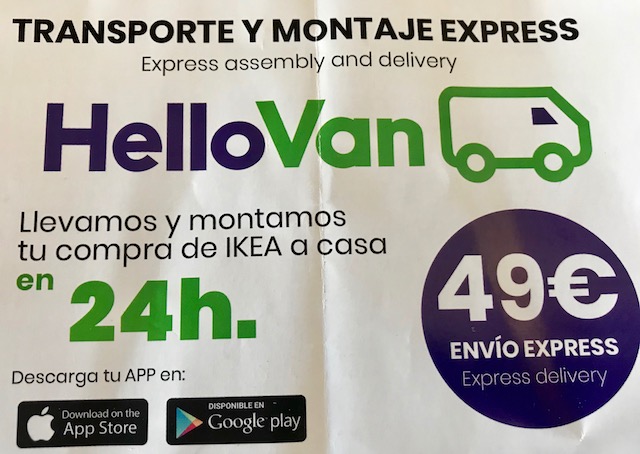 TRANSPORTE Y MONTAJE EXPRESS
Express assembly and delivery
HelloVan
Llevamos y montamos
tu compra de IKEA a casa
en 24h.
49€
ENVÍO EXPRESS
Express delivery
Descarga tu APP en:
Download on the
App Store
DISPONIBLE EN
Google play